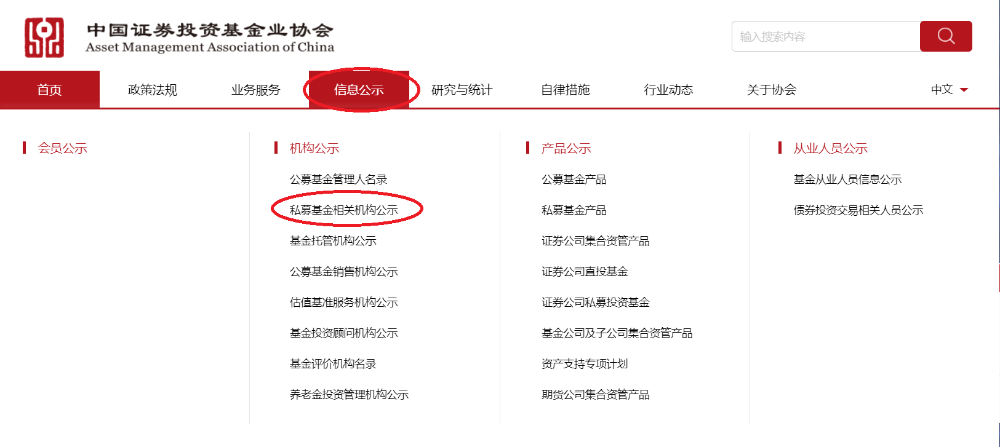 中国证券投资基金业协会
Asset Management Association of China
输入搜索内容
首页
政策法规
业务服务
信息公示
研究与统计
自律措施
行业动态
关于协会
中文
会员公示
机构公示
公募基金管理人名录
私募基金相关机构公示
基金托管机构公示
公募基金销售机构公示
估值基准服务机构公示
基金投资顾问机构公示
基金评价机构名录
养老金投资管理机构公示
产品公示
公募基金产品
私募基金产品
证券公司集合资管产品
证券公司直投基金
证券公司私募投资基金
基金公司及子公司集合资管产品
资产支持专项计划
期货公司集合资管产品
从业人员公示
基金从业人员信息公示
债券投资交易相关人员公示